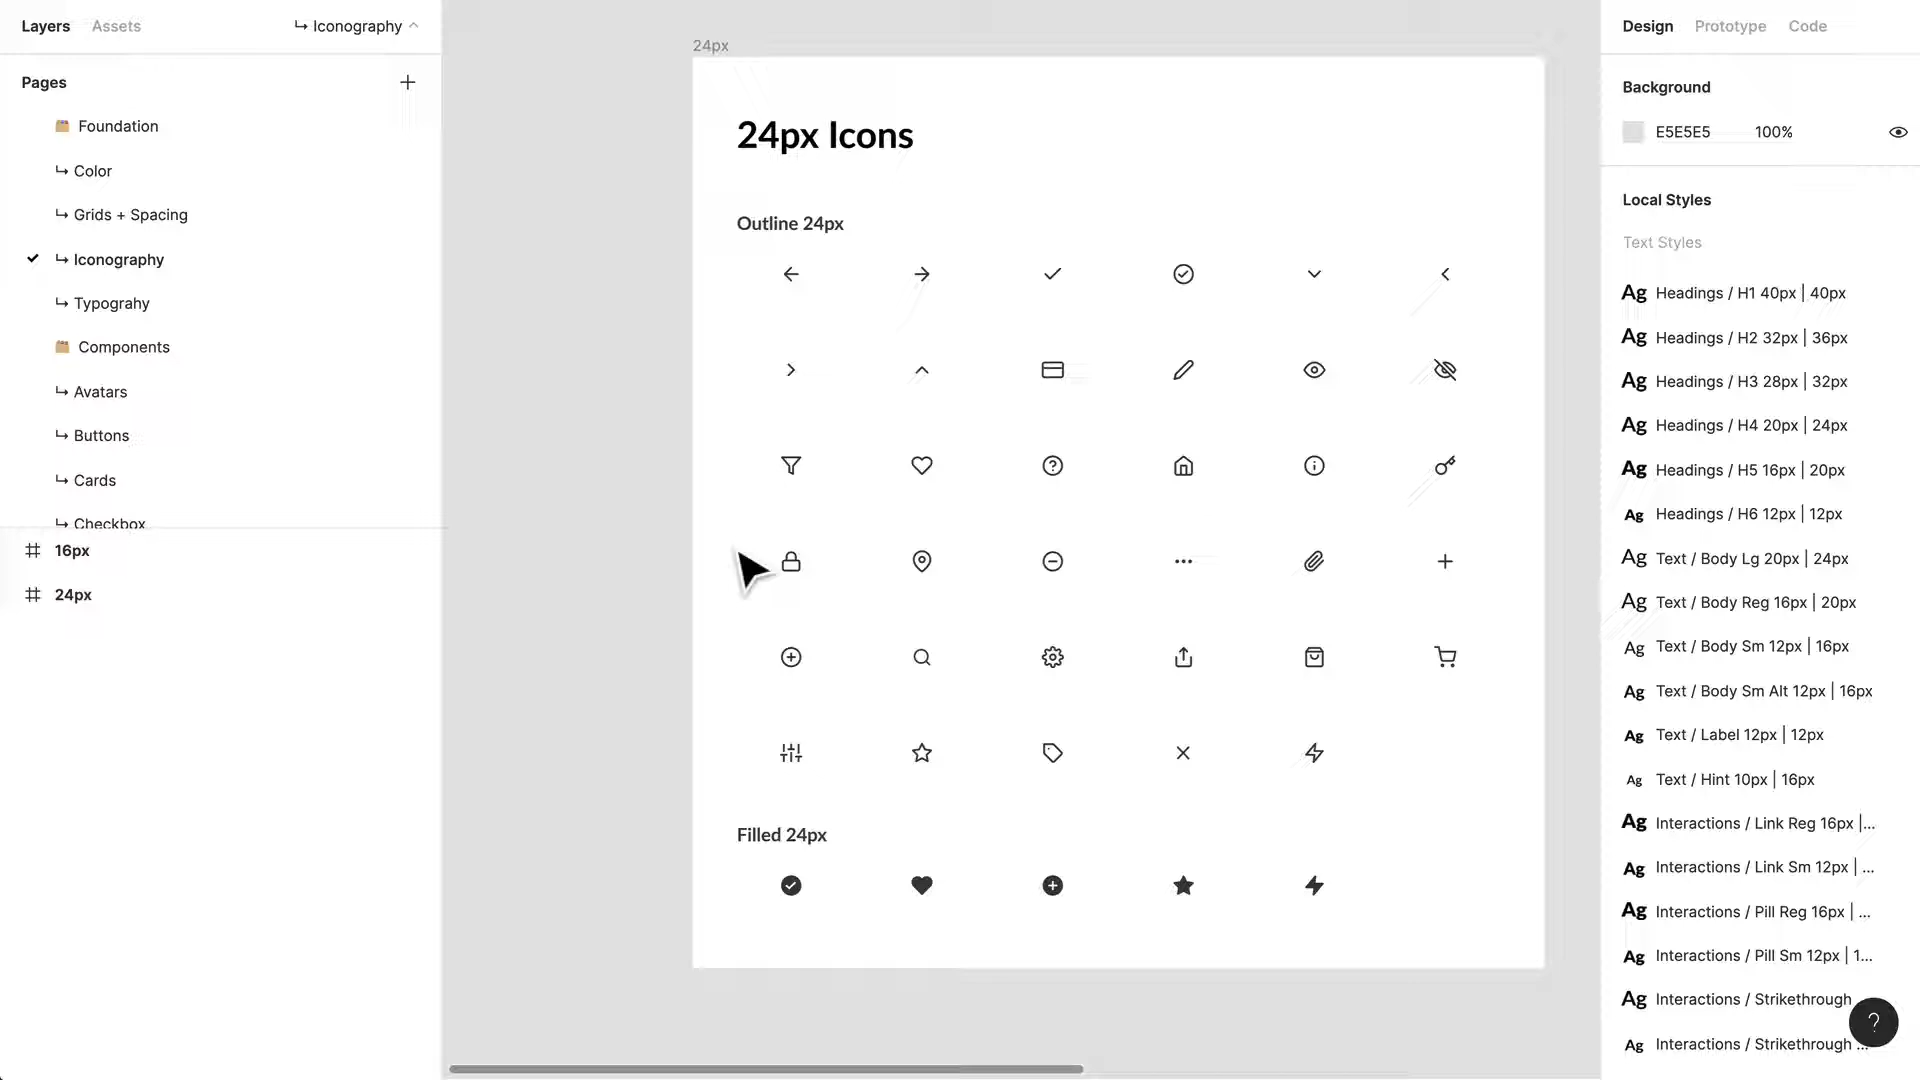 Layers
Assets
↳ Iconography
Pages
Foundation
↳ Color
↳ Grids + Spacing
↳ Iconography
↳ Typograhy
Components
↳ Avatars
↳ Buttons
↳ Cards
↳ Checkbox
16px
24px
24px
24px Icons
Outline 24px
Filled 24px
Design
Prototype
Code
Background
E5E5E5
100%
Local Styles
Text Styles
Ag Headings / H1 40px | 40px
Ag Headings / H2 32px | 36px
Ag Headings / H3 28px | 32px
Ag Headings / H4 20px | 24px
Ag Headings / H5 16px | 20px
Ag Headings / H6 12px | 12px
Ag Text / Body Lg 20px | 24px
Ag Text / Body Reg 16px | 20px
Ag Text / Body Sm 12px | 16px
Ag Text / Body Sm Alt 12px | 16px
Ag Text / Label 12px | 12px
Ag Text / Hint 10px | 16px
Ag Interactions / Link Reg 16px |...
Ag Interactions / Link Sm 12px | ...
Ag Interactions / Pill Reg 16px | ...
Ag Interactions / Pill Sm 12px | 1...
Ag Interactions / Strikethrough
?
Ag Interactions / Strikethrough ...